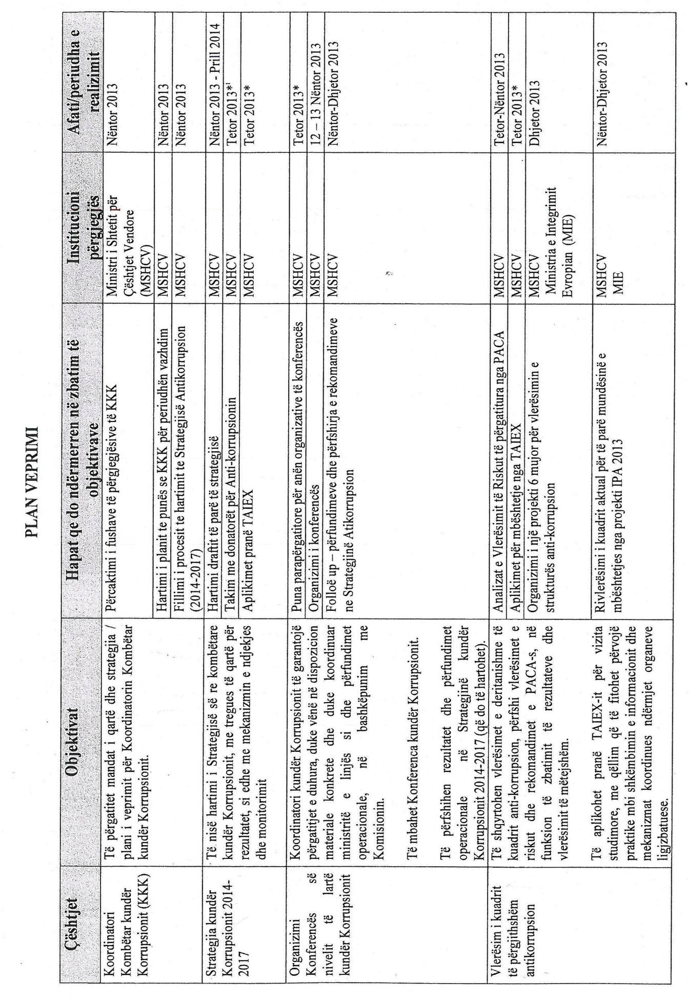 PLAN VEPRIMI
Çështjet
Objektivat
Hapat qe do ndërmerren në zbatim të
objektivave
Institucioni
përgjegjës
Afati/periudha e
realizimit
Koordinatori
Kombëtar kundër
Korrupsionit (KKK)
Të përgatitet mandat i qartë dhe strategjia /
plani i veprimit për Koordinatorin Kombëtar
kundër Korrupsionit.
Përcaktimi i fushave të përgjegjësive të KKK
Ministri i Shtetit për
Çështjet Vendore
(MSHCV)
Nëntor 2013
Hartimi i planit te punës se KKK për periudhën vazhdim
MSHCV
Nëntor 2013
Fillimi i procesit te hartimit te Strategjisë Antikorrupsion
(2014-2017)
MSHCV
Nëntor 2013
Strategjia kundër
Korrupsionit 2014-
2017
Të nisë hartimi i Strategjisë së re kombëtare
kundër Korrupsionit, me tregues të qartë për
rezultatet, si edhe me mekanizmin e ndjekjes
dhe monitorimit
Hartimi draftit të parë të strategjisë
MSHCV
Nëntor 2013 - Prill 2014
Takim me donatorët për Anti-korrupsionin
MSHCV
Tetor 2013*¹
Aplikimet pranë TAIEX
MSHCV
Tetor 2013*
Organizimi
Konferencës së
nivelit të lartë
kundër Korrupsionit
Koordinatori kundër Korrupsionit të garantojë
përgatitjet e duhura, duke vënë në dispozicion
materiale konkrete dhe duke koordinuar
ministritë e linjës si dhe përfundimet
operacionale, në bashkëpunim me
Komisionin.
Të mbahet Konferenca kundër Korrupsionit.
Të përfshihen rezultatet dhe përfundimet
operacionale në Strategjinë kundër
Korrupsionit 2014-2017 (që do të hartohet).
Puna parapërgatitore për anën organizative të konferencës
MSHCV
Tetor 2013*
Organizimi i konferencës
MSHCV
12 – 13 Nëntor 2013
Folloë up – përfundimeve dhe përfshirja e rekomandimeve
ne Strategjinë Atikorrupsion
MSHCV
Nëntor-Dhjetor 2013
Vlerësim i kuadrit
të përgjithshëm
antikorrupsion
Të shqyrtohen vlerësimet e deritanishme të
kuadrit anti-korrupsion, përfshi vlerësimet e
riskut dhe rekomandimet e PACA-s, në
funksion të zbatimit të rezultateve dhe
vlerësimit të mëtejshëm.
Analizat e Vlerësimit të Riskut të përgatitura nga PACA
MSHCV
Tetor-Nëntor 2013
Aplikimet për mbështetje nga TAIEX
MSHCV
Tetor 2013*
Organizimi i një projekti 6 mujor për vlerësimin e
strukturës anti-korrupsion
MSHCV
Ministria e Integrimit
Evropian (MIE)
Dhjetor 2013
Të aplikohet pranë TAIEX-it për vizita
studimore, me qëllim që të fitohet përvojë
praktike mbi shkëmbimin e informacionit dhe
mekanizmat koordinues ndërmjet organeve
ligjzbatuese.
Rivlerësimi i kuadrit aktual për të parë mundësinë e
mbështetjes nga projekti IPA 2013
MSHCV
MIE
Nëntor-Dhjetor 2013